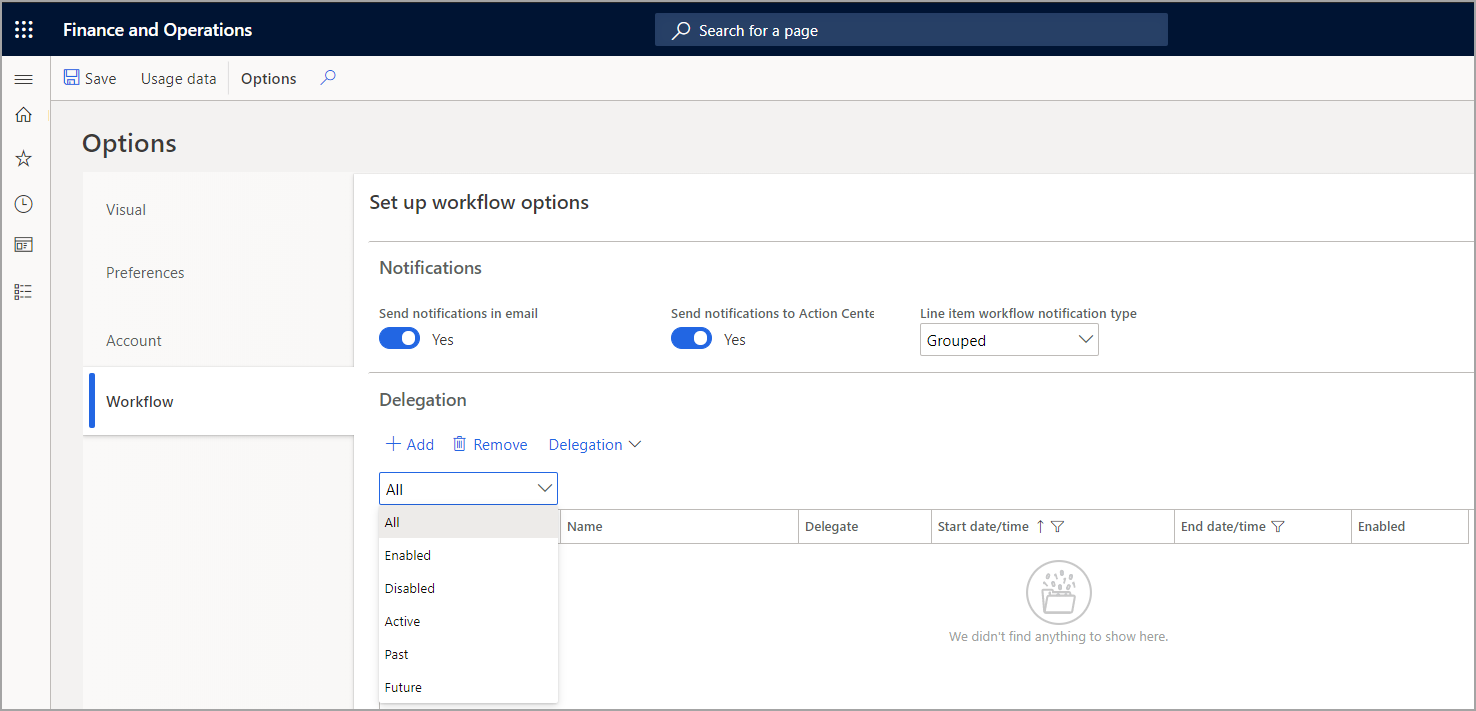 Finance and Operations
Search for a page
Save Usage data Options
Options
Visual
Preferences
Account
Workflow
Set up workflow options
Notifications
Send notifications in email Send notifications to Action Cente Line item workflow notification type
Yes Yes Grouped
Delegation
Add Remove Delegation
All
All
Enabled
Disabled
Active
Past
Future
Name Delegate Start date/time End date/time Enabled
We didn't find anything to show here.